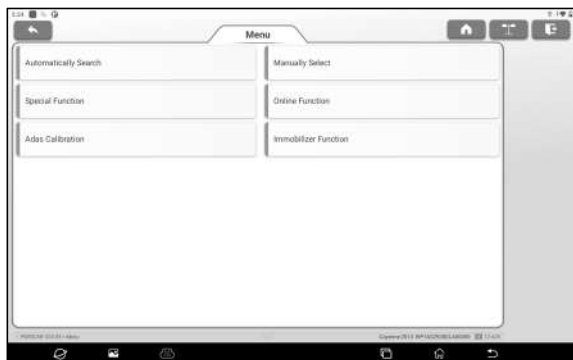 Menu
Automatically Search
Manually Select
Special Function
Online Function
Adas Calibration
Immobilizer Function